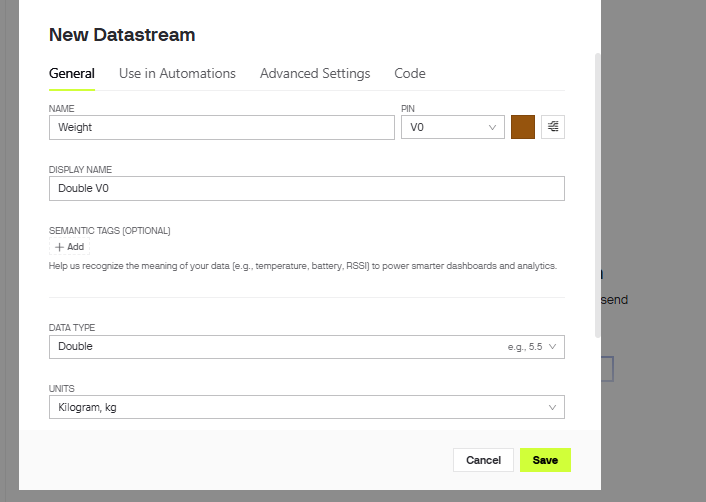 New Datastream
General Use in Automations Advanced Settings Code
NAME PIN
Weight V0
DISPLAY NAME
Double V0
SEMANTIC TAGS (OPTIONAL)
+ Add
Help us recognize the meaning of your data (e.g., temperature, battery, RSSI) to power smarter dashboards and analytics.
send
DATA TYPE
Double e.g., 5.5
UNITS
Kilogram, kg
Cancel Save